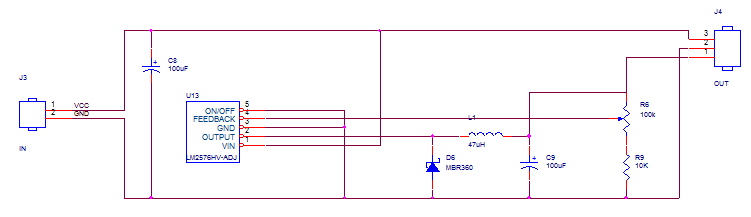 J4
3
2
1
OUT
C8
100uF
J3
1 VCC
2 GND
IN
U13
ON/OFF 5
FEEDBACK 4
GND 3
OUTPUT 2
VIN 1
LM2576HV-ADJ
L1
47uH
R6
100k
D6
MBR360
C9
100uF
R9
10K